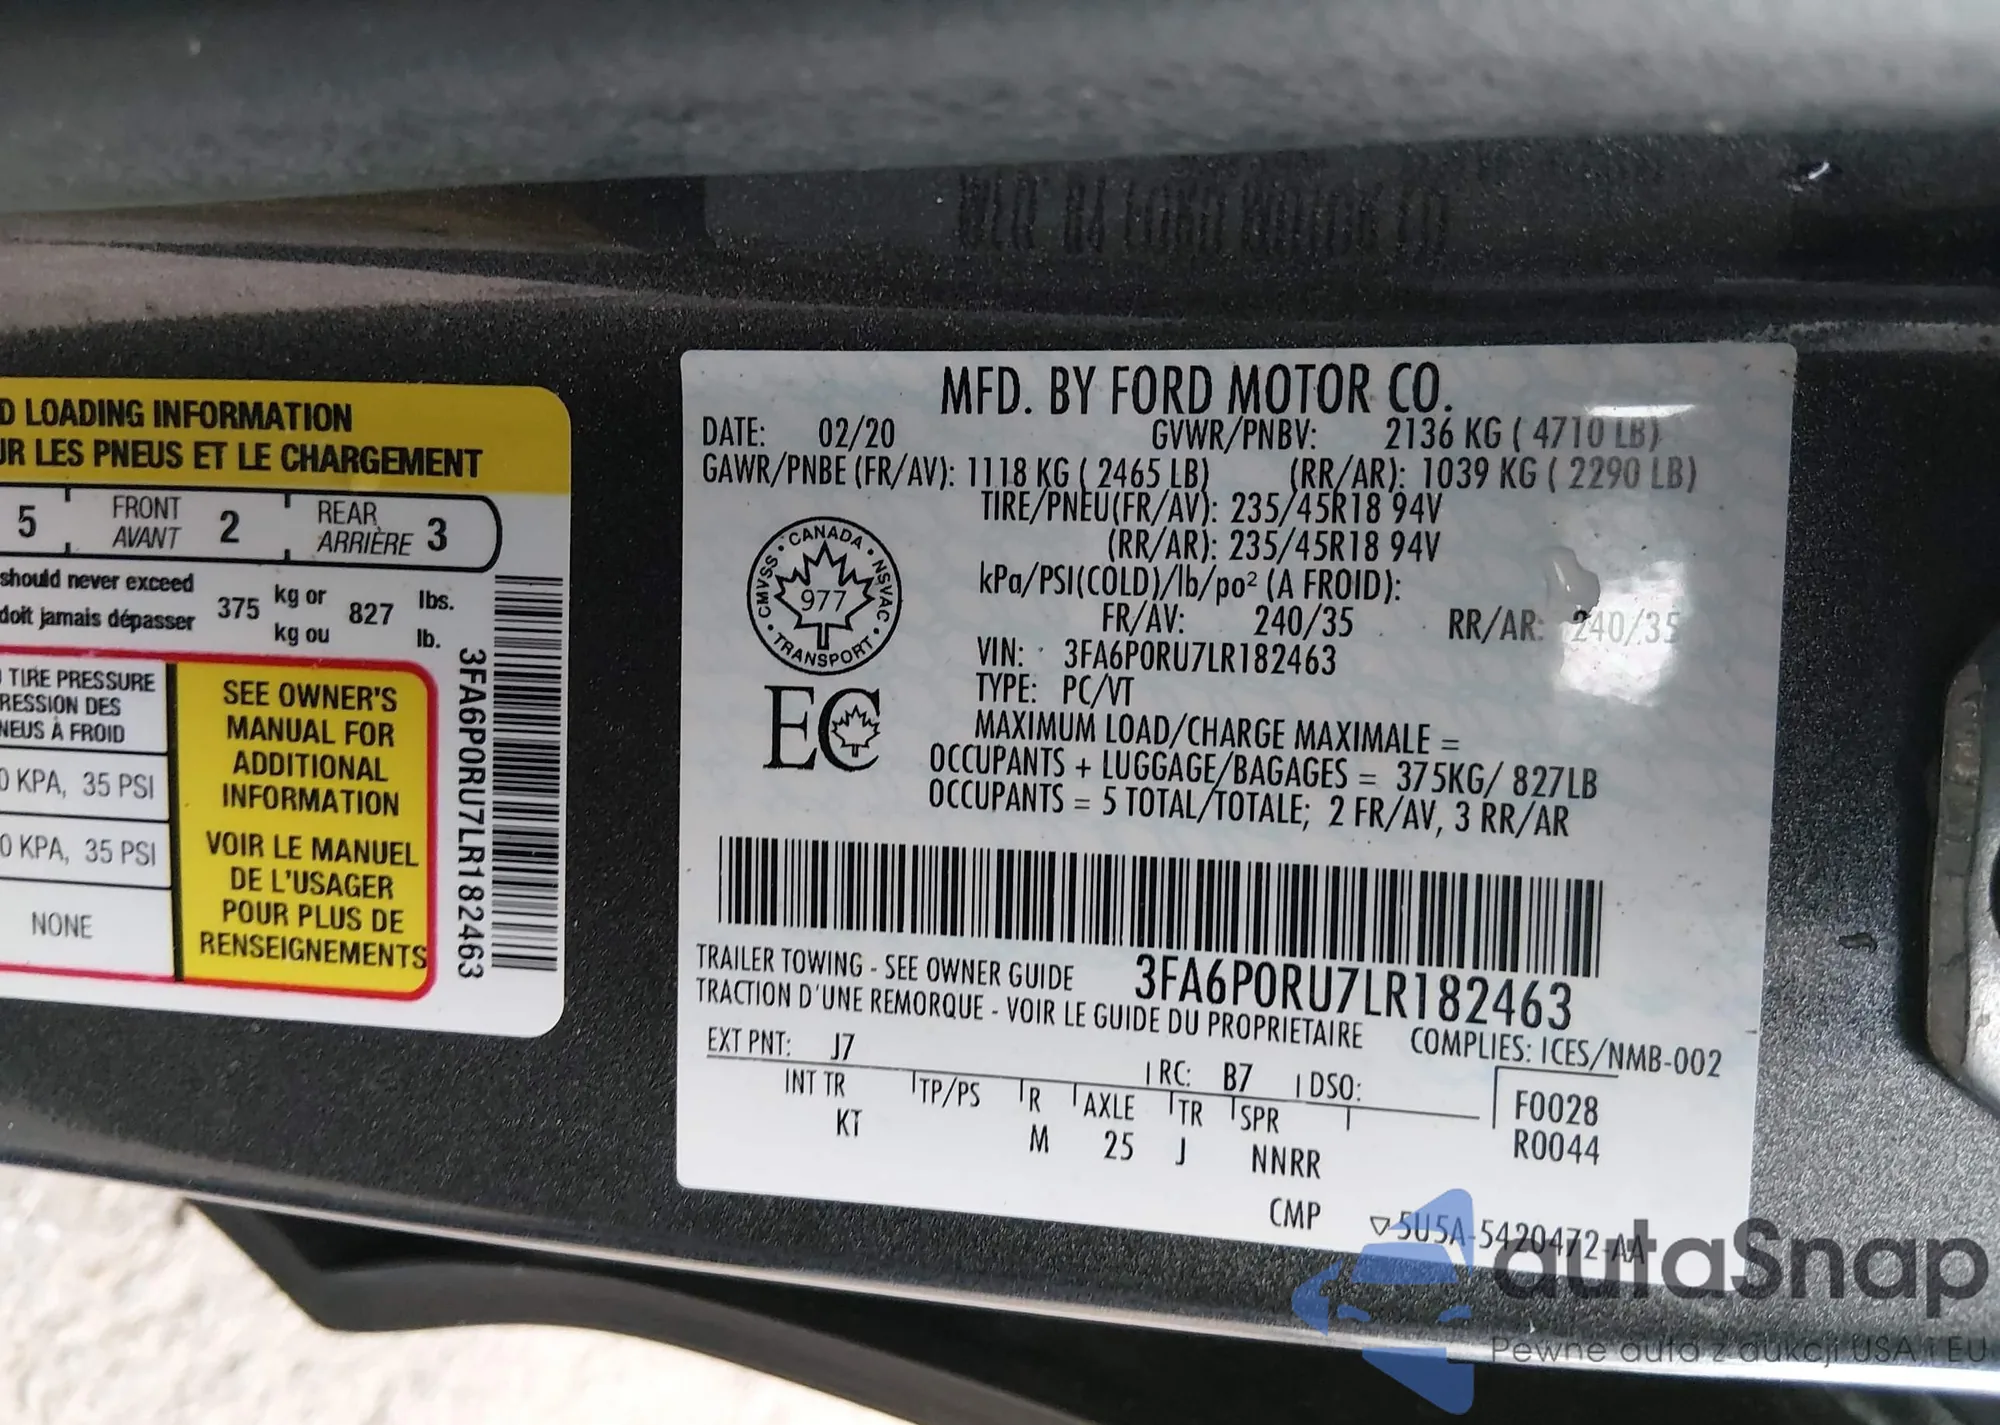 D LOADING INFORMATION
UR LES PNEUS ET LE CHARGEMENT
5 FRONT AVANT 2 REAR ARRIÈRE 3
should never exceed 375 kg or 827 lbs.
doit jamais dépasser kg ou lb.
TIRE PRESSURE
RESSION DES
NEUS À FROID
0 KPA, 35 PSI
0 KPA, 35 PSI
NONE
SEE OWNER'S
MANUAL FOR
ADDITIONAL
INFORMATION
VOIR LE MANUEL
DE L'USAGER
POUR PLUS DE
RENSEIGNEMENTS
3FA6P0RU7LR182463
MFD. BY FORD MOTOR CO.
DATE: 02/20 GVWR/PNBV: 2136 KG ( 4710 LB)
GAWR/PNBE (FR/AV): 1118 KG ( 2465 LB) (RR/AR): 1039 KG ( 2290 LB)
TIRE/PNEU(FR/AV): 235/45R18 94V
(RR/AR): 235/45R18 94V
kPa/PSI(COLD)/lb/po² (A FROID):
FR/AV: 240/35 RR/AR: 240/35
VIN: 3FA6P0RU7LR182463
TYPE: PC/VT
MAXIMUM LOAD/CHARGE MAXIMALE =
OCCUPANTS + LUGGAGE/BAGAGES = 375KG/ 827LB
OCCUPANTS = 5 TOTAL/TOTALE; 2 FR/AV, 3 RR/AR
CANADA
CMVSS · NSVAC
977
TRANSPORT
EC
TRAILER TOWING - SEE OWNER GUIDE 3FA6P0RU7LR182463
TRACTION D'UNE REMORQUE - VOIR LE GUIDE DU PROPRIETAIRE COMPLIES: ICES/NMB-002
EXT PNT: J7 RC: B7 DSO:
INT TR TP/PS R AXLE TR SPR F0028
KT M 25 J NNRR R0044
CMP ▽5U5A-5420472-AA
autaSnap
Pewne auta z aukcji USA i EU